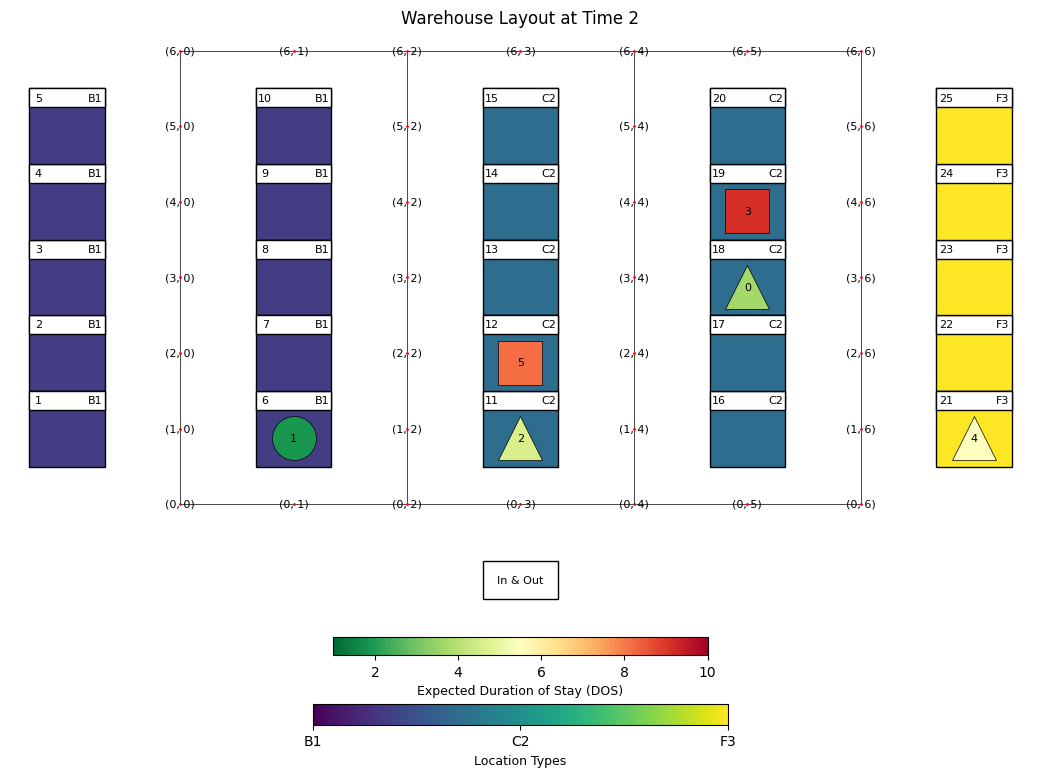 Warehouse Layout at Time 2
(6, 0) (6, 1) (6, 2) (6, 3) (6, 4) (6, 5) (6, 6)
5 B1 10 B1 15 C2 20 C2 25 F3
(5, 0) (5, 2) (5, 4) (5, 6)
4 B1 9 B1 14 C2 19 C2 24 F3
(4, 0) (4, 2) (4, 4) 3 (4, 6)
3 B1 8 B1 13 C2 18 C2 23 F3
(3, 0) (3, 2) (3, 4) 0 (3, 6)
2 B1 7 B1 12 C2 17 C2 22 F3
(2, 0) (2, 2) 5 (2, 4) (2, 6)
1 B1 6 B1 11 C2 16 C2 21 F3
(1, 0) 1 (1, 2) 2 (1, 4) (1, 6) 4
(0, 0) (0, 1) (0, 2) (0, 3) (0, 4) (0, 5) (0, 6)
In & Out
2 4 6 8 10
Expected Duration of Stay (DOS)
B1 C2 F3
Location Types